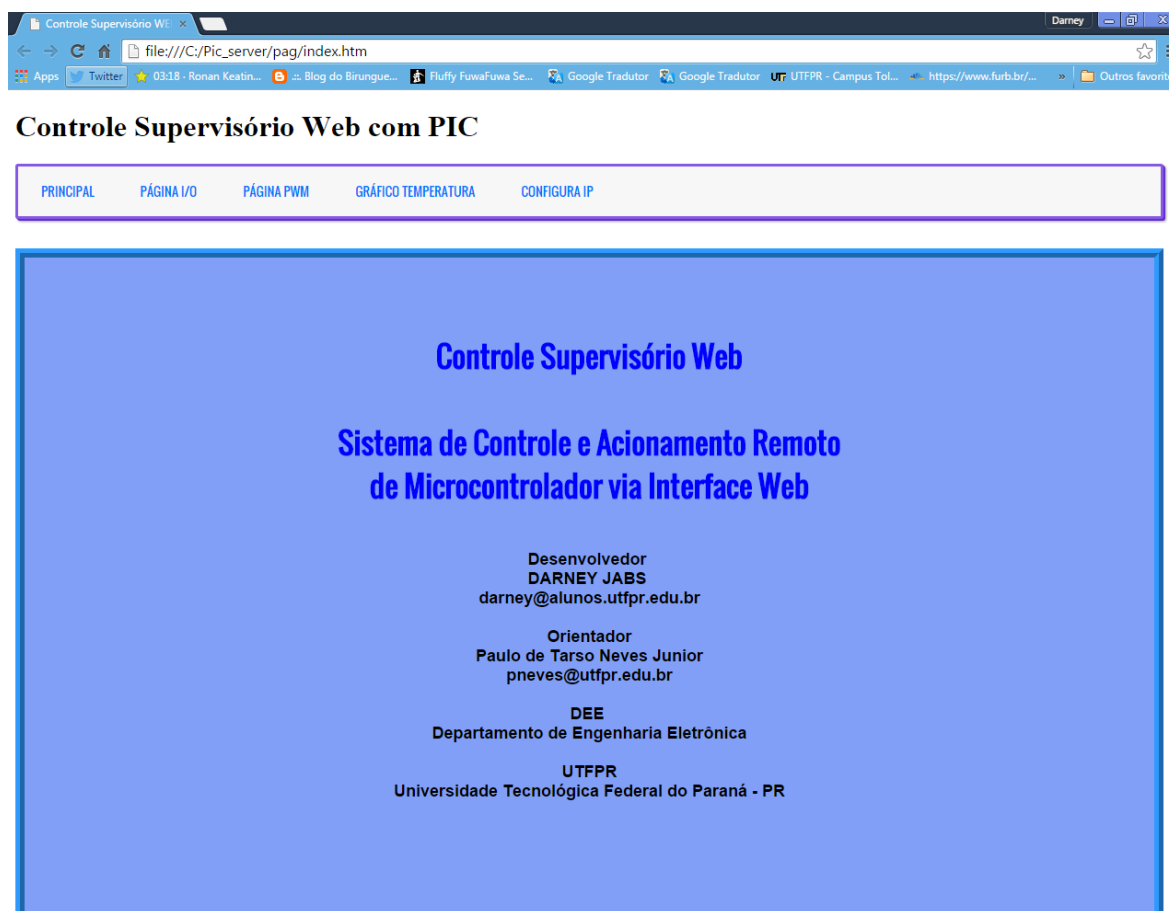 Controle Supervisório WE
Darney
file:///C:/Pic_server/pag/index.htm
Apps Twitter 03:18 - Ronan Keatin... .::. Blog do Birungue... Fluffy FuwaFuwa Se... Google Tradutor Google Tradutor UTFPR - Campus Tol... https://www.furb.br/... » Outros favorit
Controle Supervisório Web com PIC
PRINCIPAL PÁGINA I/O PÁGINA PWM GRÁFICO TEMPERATURA CONFIGURA IP
Controle Supervisório Web
Sistema de Controle e Acionamento Remoto
de Microcontrolador via Interface Web
Desenvolvedor
DARNEY JABS
darney@alunos.utfpr.edu.br
Orientador
Paulo de Tarso Neves Junior
pneves@utfpr.edu.br
DEE
Departamento de Engenharia Eletrônica
UTFPR
Universidade Tecnológica Federal do Paraná - PR